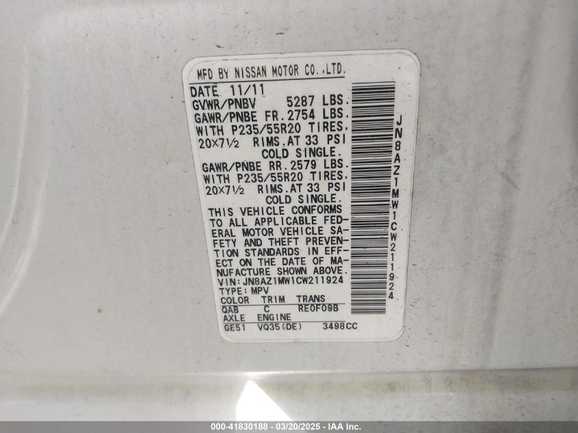 MFD BY NISSAN MOTOR CO.,LTD.
DATE 11/11
GVWR/PNBV 5287 LBS.
GAWR/PNBE FR. 2754 LBS.
WITH P235/55R20 TIRES.
20X7½ RIMS. AT 33 PSI
COLD SINGLE.
GAWR/PNBE RR. 2579 LBS.
WITH P235/55R20 TIRES.
20X7½ RIMS. AT 33 PSI
COLD SINGLE.
THIS VEHICLE CONFORMS
TO ALL APPLICABLE FED-
ERAL MOTOR VEHICLE SA-
FETY AND THEFT PREVEN-
TION STANDARDS IN EFF-
ECT ON THE DATE OF MA-
NUFACTURE SHOWN ABOVE.
VIN:JN8AZ1MW1CW211924
TYPE:MPV
COLOR TRIM TRANS
QAB C RE0F09B
AXLE ENGINE
GE51 VQ35(DE) 3498CC
JN8AZ1MW1CW211924
000-41830188 — 03/20/2025 — IAA Inc.